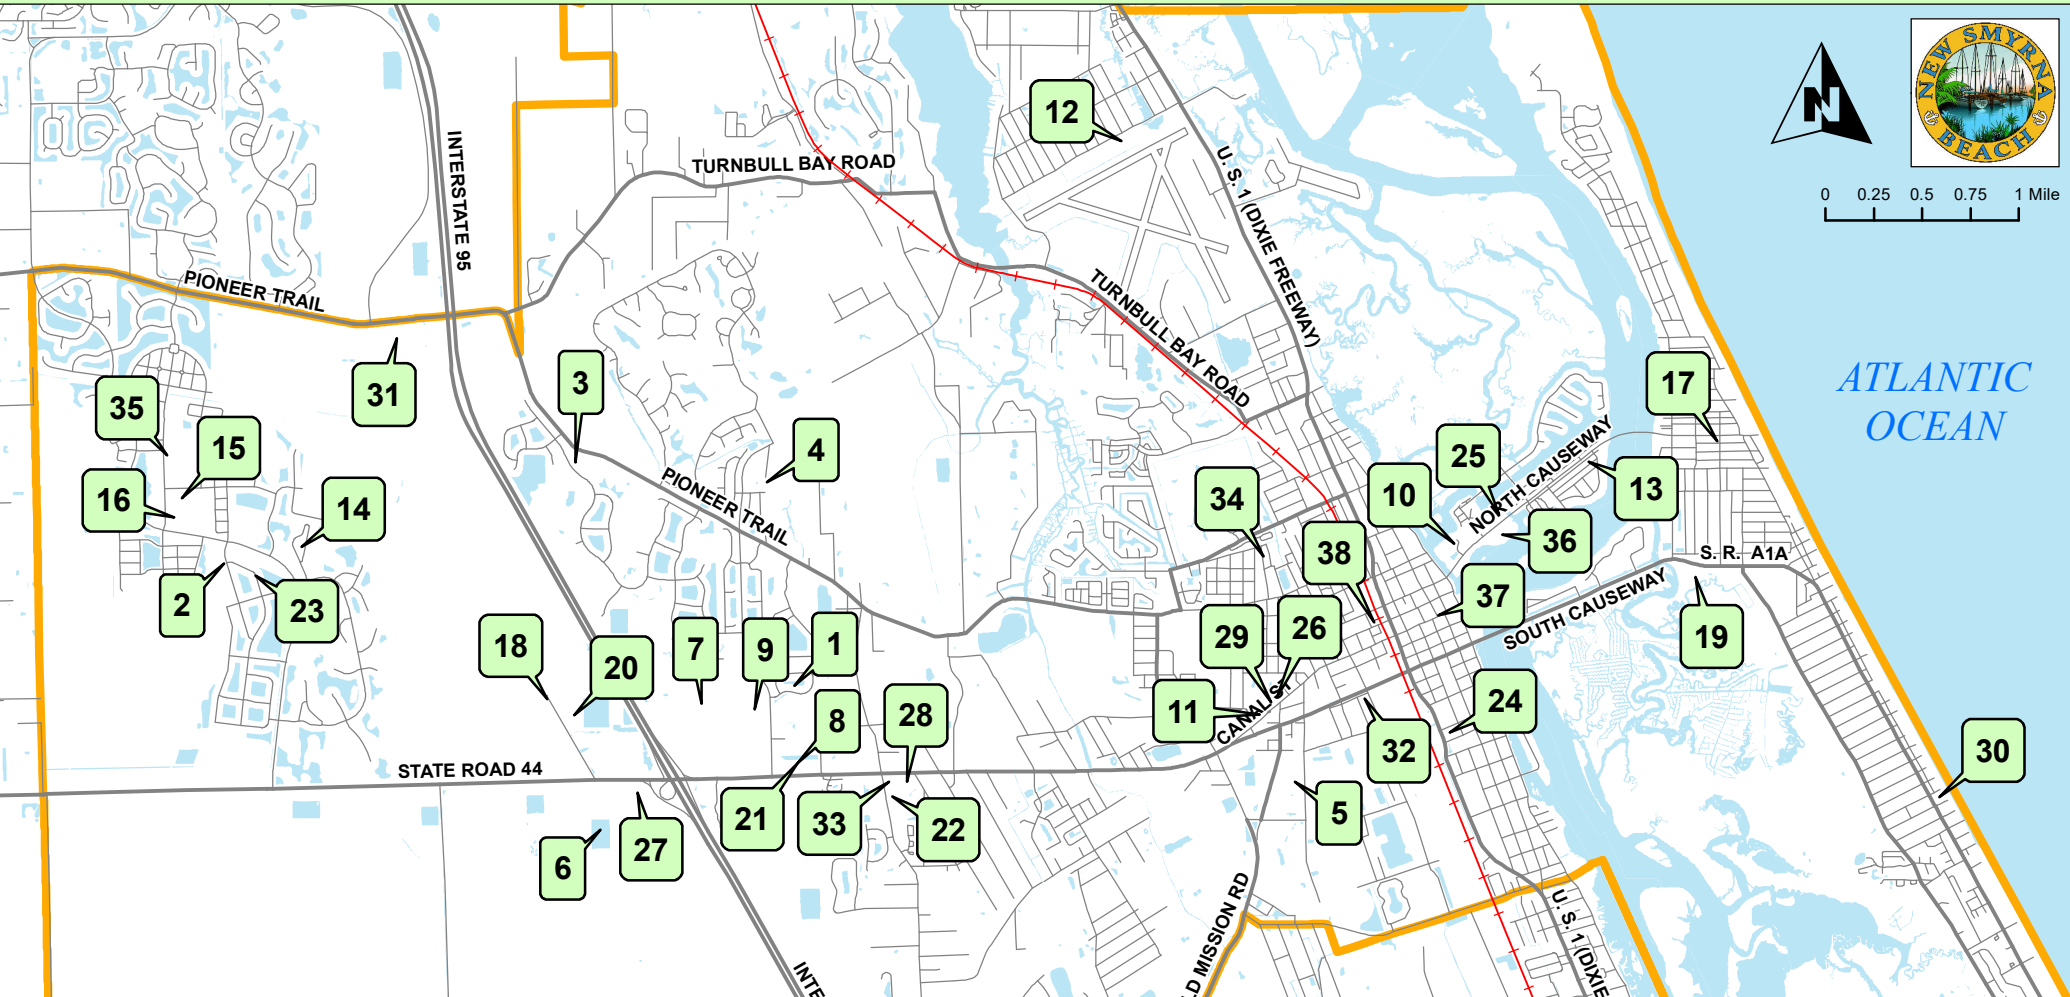 NEW SMYRNA
BEACH
N
0 0.25 0.5 0.75 1 Mile
12
TURNBULL BAY ROAD
INTERSTATE 95
U. S. 1 (DIXIE FREEWAY)
PIONEER TRAIL
TURNBULL BAY ROAD
ATLANTIC
OCEAN
31
3
17
35
15
4
25
NORTH CAUSEWAY
13
16
14
PIONEER TRAIL
34
10
38
36
S. R. A1A
2
23
37
SOUTH CAUSEWAY
19
18
20
7
9
1
29
26
8
28
11
CANAL ST
24
32
30
STATE ROAD 44
21
33
22
5
6
27
LD MISSION RD
U. S. 1 (DIXIE
INTE